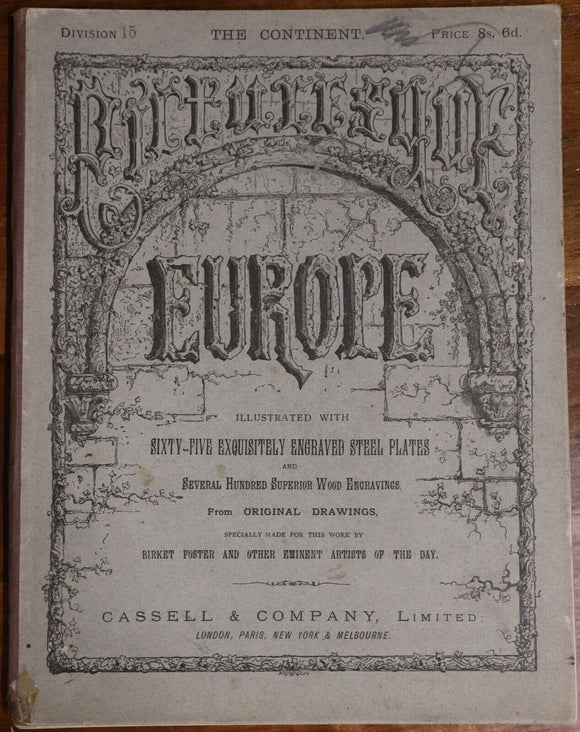 Division 15 THE CONTINENT. Price 8s. 6d.
PICTURESQUE
EUROPE
ILLUSTRATED WITH
SIXTY-FIVE EXQUISITELY ENGRAVED STEEL PLATES
AND
Several Hundred Superior Wood Engravings.
From ORIGINAL DRAWINGS,
SPECIALLY MADE FOR THIS WORK BY
BIRKET FOSTER AND OTHER EMINENT ARTISTS OF THE DAY.
CASSELL & COMPANY, Limited:
LONDON, PARIS, NEW YORK & MELBOURNE.